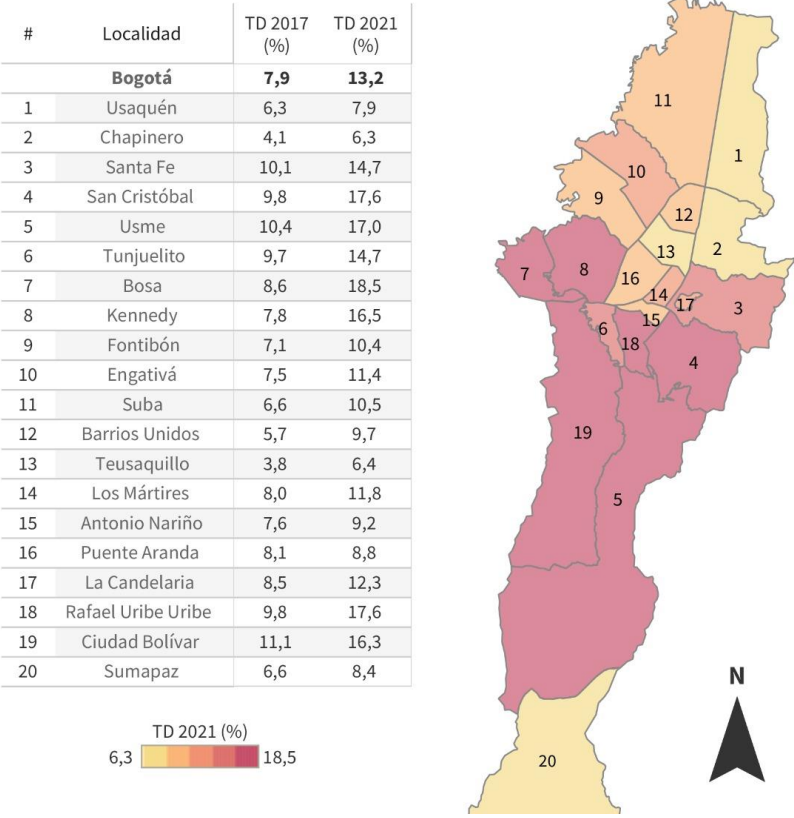 # Localidad TD 2017 (%) TD 2021 (%)
Bogotá 7,9 13,2
1 Usaquén 6,3 7,9
2 Chapinero 4,1 6,3
3 Santa Fe 10,1 14,7
4 San Cristóbal 9,8 17,6
5 Usme 10,4 17,0
6 Tunjuelito 9,7 14,7
7 Bosa 8,6 18,5
8 Kennedy 7,8 16,5
9 Fontibón 7,1 10,4
10 Engativá 7,5 11,4
11 Suba 6,6 10,5
12 Barrios Unidos 5,7 9,7
13 Teusaquillo 3,8 6,4
14 Los Mártires 8,0 11,8
15 Antonio Nariño 7,6 9,2
16 Puente Aranda 8,1 8,8
17 La Candelaria 8,5 12,3
18 Rafael Uribe Uribe 9,8 17,6
19 Ciudad Bolívar 11,1 16,3
20 Sumapaz 6,6 8,4
TD 2021 (%)
6,3 18,5
11
1
10
9
12
13
2
7
8
16
14
17
3
15
6
18
4
19
5
N
20